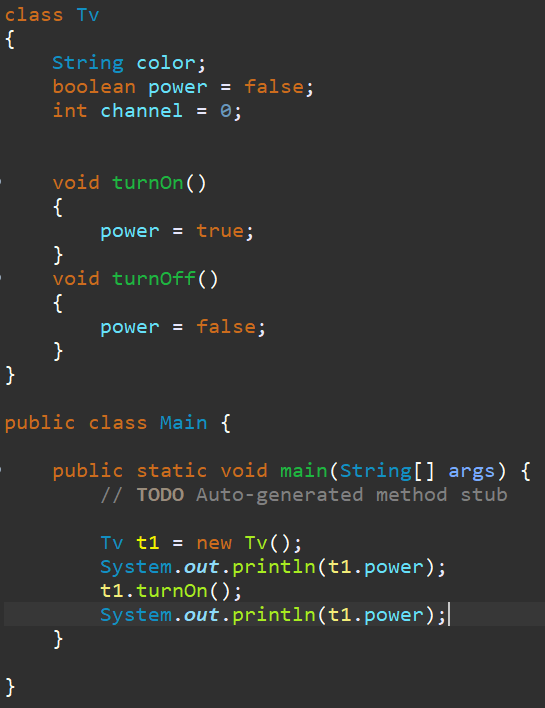 class Tv
{
    String color;
    boolean power = false;
    int channel = 0;
    void turnOn()
    {
        power = true;
    }
    void turnOff()
    {
        power = false;
    }
}
public class Main {
    public static void main(String[] args) {
        // TODO Auto-generated method stub
        Tv t1 = new Tv();
        System.out.println(t1.power);
        t1.turnOn();
        System.out.println(t1.power);
    }
}